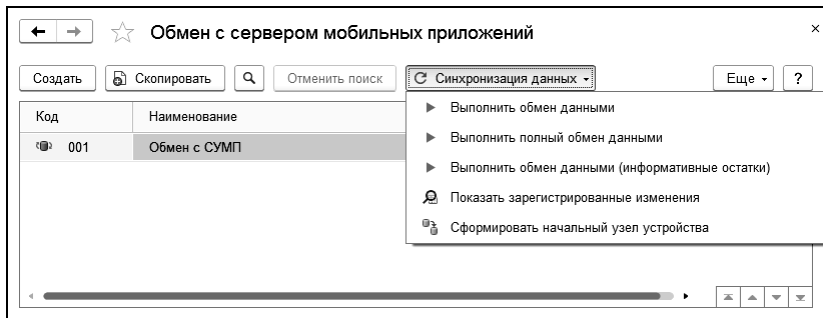 Обмен с сервером мобильных приложений
Создать Скопировать Отменить поиск Синхронизация данных Еще ?
Код Наименование
001 Обмен с СУМП
Выполнить обмен данными
Выполнить полный обмен данными
Выполнить обмен данными (информативные остатки)
Показать зарегистрированные изменения
Сформировать начальный узел устройства